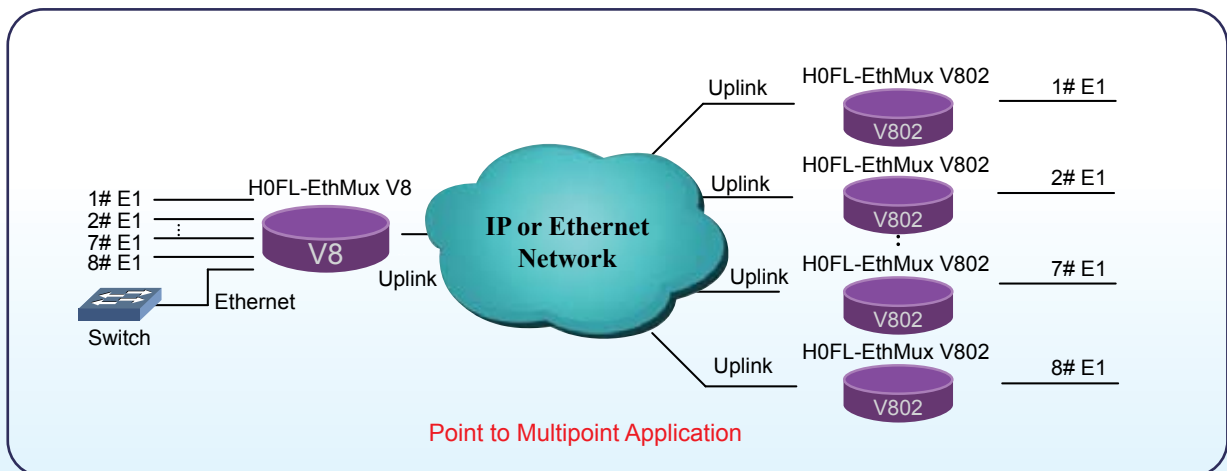 H0FL-EthMux V8
1# E1
2# E1
7# E1
8# E1
V8
Uplink
Ethernet
Switch
IP or Ethernet
Network
Uplink
H0FL-EthMux V802
V802
1# E1
Uplink
H0FL-EthMux V802
V802
2# E1
Uplink
H0FL-EthMux V802
V802
7# E1
Uplink
H0FL-EthMux V802
V802
8# E1
Point to Multipoint Application